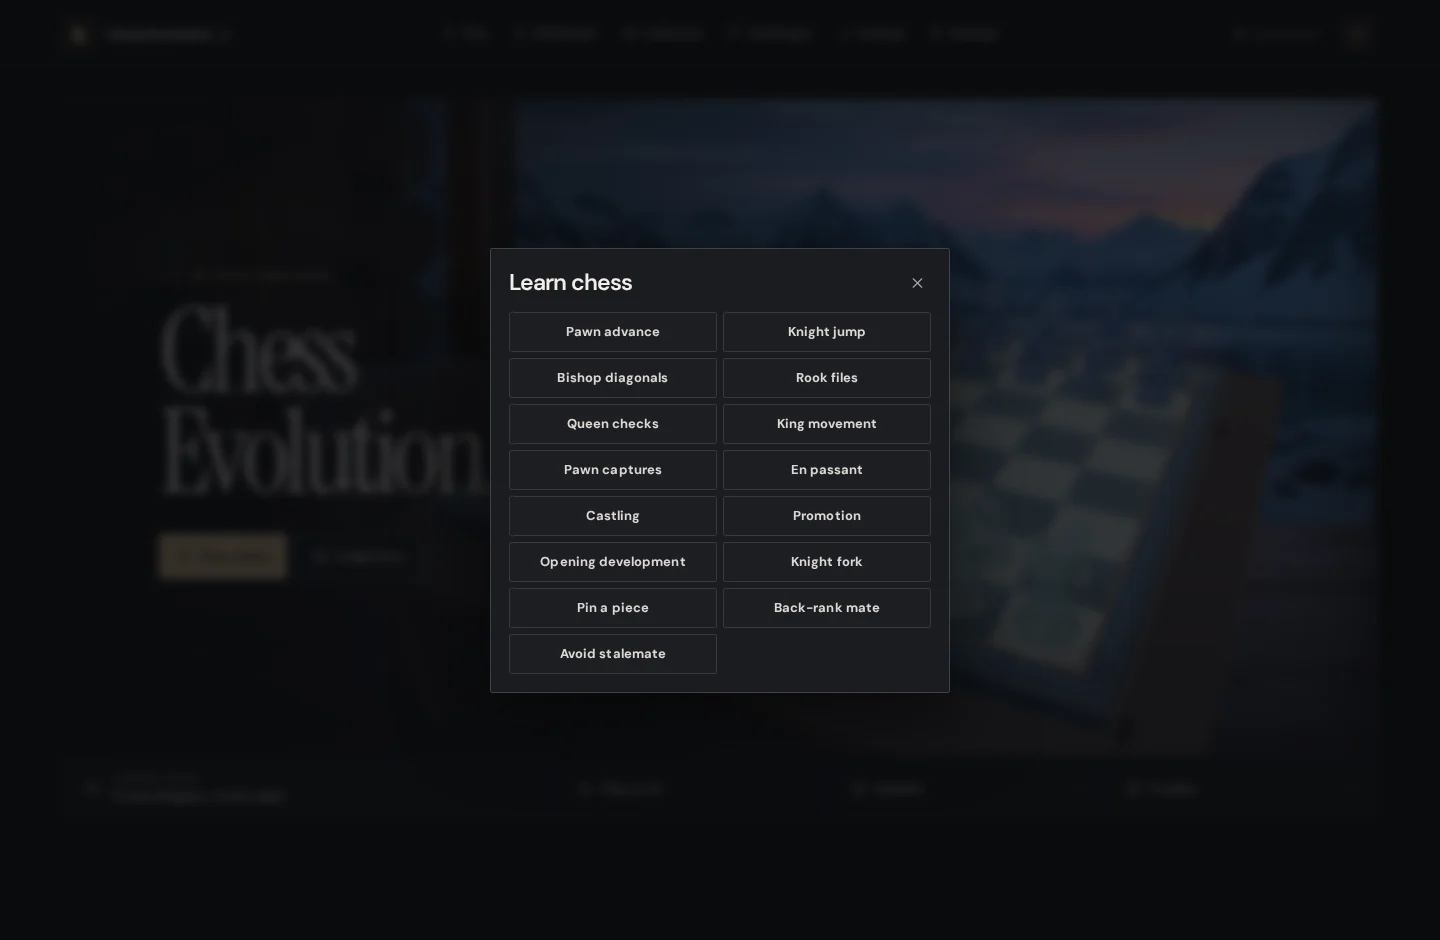 Learn chess
Pawn advance
Knight jump
Bishop diagonals
Rook files
Queen checks
King movement
Pawn captures
En passant
Castling
Promotion
Opening development
Knight fork
Pin a piece
Back-rank mate
Avoid stalemate
Chess
Evolution